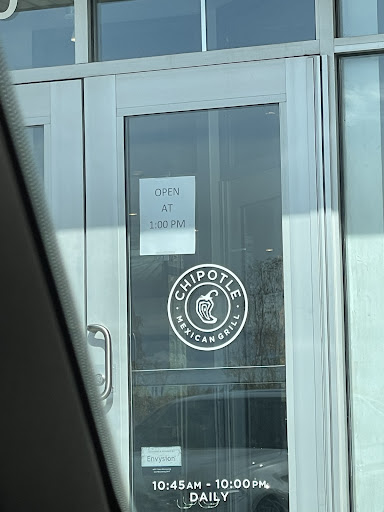 OPEN
AT
1:00 PM
CHIPOTLE
MEXICAN GRILL
Envysion
10:45AM - 10:00PM
DAILY